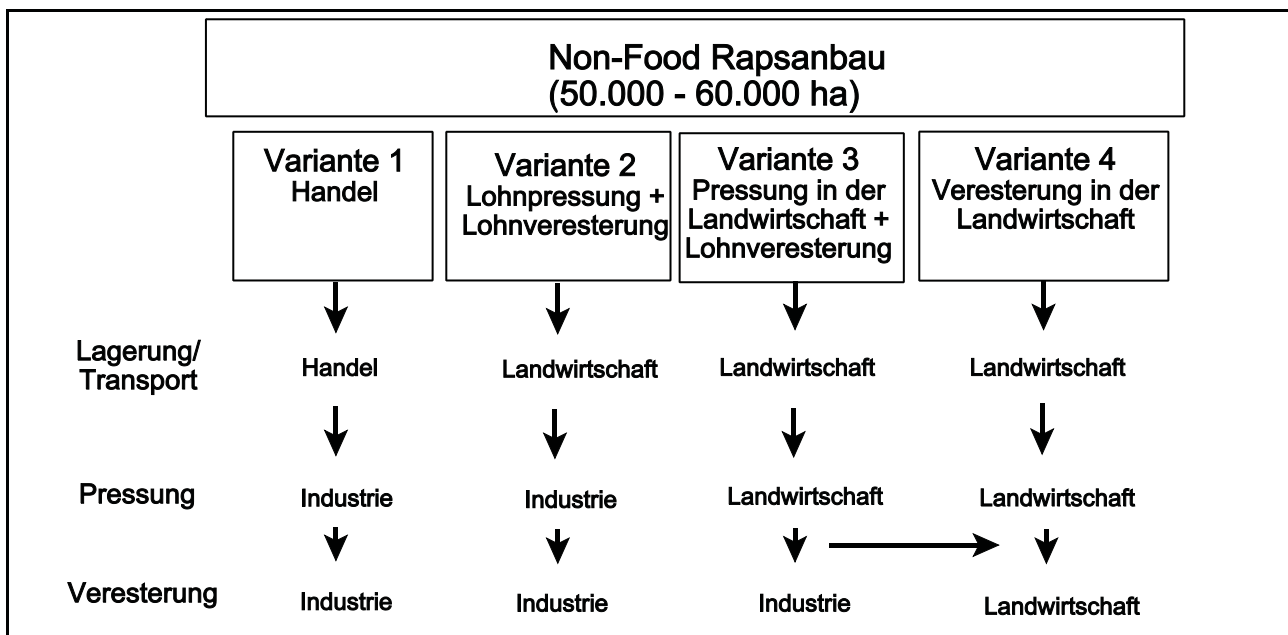 Non-Food Rapsanbau
(50.000 - 60.000 ha)
Variante 1
Handel
Variante 2
Lohnpressung +
Lohnveresterung
Variante 3
Pressung in der
Landwirtschaft +
Lohnveresterung
Variante 4
Veresterung in der
Landwirtschaft
Lagerung/
Transport
Handel
Landwirtschaft
Landwirtschaft
Landwirtschaft
Pressung
Industrie
Industrie
Landwirtschaft
Landwirtschaft
Veresterung
Industrie
Industrie
Industrie
Landwirtschaft